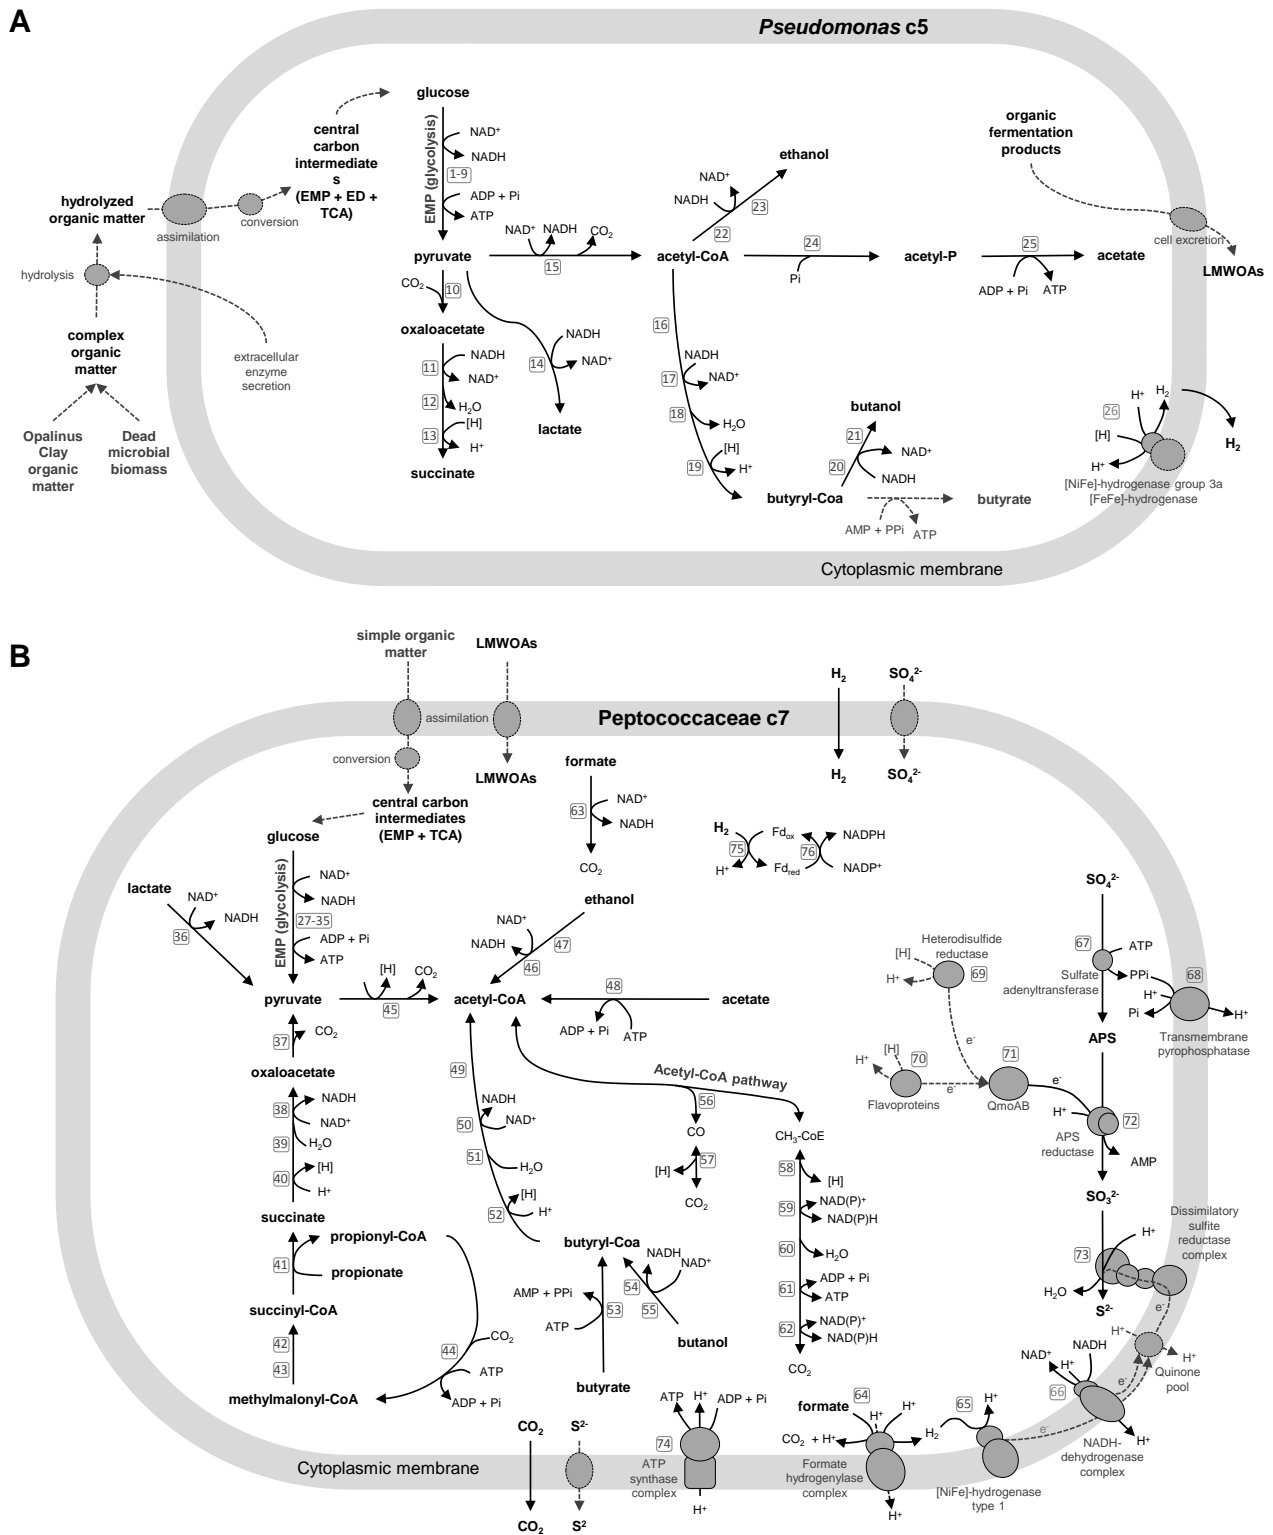 A
Pseudomonas c5
glucose
central
carbon
intermediate
s
(EMP + ED +
TCA)
EMP (glycolysis)
NAD⁺
NADH
1-9
ADP + Pi
ATP
hydrolyzed
organic matter
assimilation
conversion
hydrolysis
complex
organic
matter
extracellular
enzyme
secretion
Opalinus
Clay
organic
matter
Dead
microbial
biomass
pyruvate
NAD⁺
NADH
CO₂
15
acetyl-CoA
NADH
NAD⁺
22
23
ethanol
24
Pi
acetyl-P
25
ADP + Pi
ATP
acetate
organic
fermentation
products
cell excretion
LMWOAs
CO₂
10
oxaloacetate
11
NADH
NAD⁺
12
H₂O
13
[H]
H⁺
succinate
14
NADH
NAD⁺
lactate
16
17
NADH
NAD⁺
18
H₂O
19
[H]
H⁺
butyryl-Coa
20
21
butanol
NAD⁺
NADH
AMP + PPi
ATP
butyrate
26
H⁺
H₂
[H]
H⁺
H₂
[NiFe]-hydrogenase group 3a
[FeFe]-hydrogenase
Cytoplasmic membrane
B
simple organic
matter
LMWOAs
assimilation
Peptococcaceae c7
H₂
SO₄²⁻
conversion
LMWOAs
H₂
SO₄²⁻
central carbon
intermediates
(EMP + TCA)
formate
63
NAD⁺
NADH
CO₂
H₂
75
H⁺
Fdox
Fdred
76
NADPH
NADP⁺
glucose
EMP (glycolysis)
NAD⁺
NADH
27-35
ADP + Pi
ATP
lactate
NAD⁺
NADH
36
pyruvate
[H]
CO₂
45
acetyl-CoA
ethanol
NAD⁺
NADH
46
47
48
ADP + Pi
ATP
acetate
37
CO₂
oxaloacetate
38
NADH
NAD⁺
39
H₂O
40
[H]
H⁺
succinate
41
propionyl-CoA
propionate
succinyl-CoA
42
43
44
CO₂
ATP
ADP + Pi
methylmalonyl-CoA
49
50
NADH
NAD⁺
51
H₂O
52
[H]
H⁺
butyryl-Coa
AMP + PPi
ATP
53
butyrate
54
55
NADH
NAD⁺
butanol
Acetyl-CoA pathway
56
CO
57
[H]
CO₂
CH₃-CoE
58
[H]
59
NAD(P)⁺
NAD(P)H
60
H₂O
61
ADP + Pi
ATP
62
NAD(P)⁺
NAD(P)H
CO₂
SO₄²⁻
67
ATP
PPi
Sulfate
adenyltransferase
68
H⁺
Pi
H⁺
Transmembrane
pyrophosphatase
Heterodisulfide
reductase
[H]
H⁺
69
e⁻
[H]
H⁺
70
Flavoproteins
e⁻
71
QmoAB
e⁻
APS
H⁺
72
APS
reductase
AMP
SO₃²⁻
Dissimilatory
sulfite
reductase
complex
73
H⁺
H₂O
S²⁻
e⁻
H⁺
H⁺
Quinone
pool
NAD⁺
NADH
H⁺
66
e⁻
H⁺
NADH-
dehydrogenase
complex
CO₂
S²⁻
CO₂
S²
Cytoplasmic membrane
ATP
H⁺
ADP + Pi
74
ATP
synthase
complex
H⁺
formate
64
H⁺
H⁺
CO₂ + H⁺
H₂
Formate
hydrogenylase
complex
H⁺
65
H⁺
e⁻
[NiFe]-hydrogenase
type 1